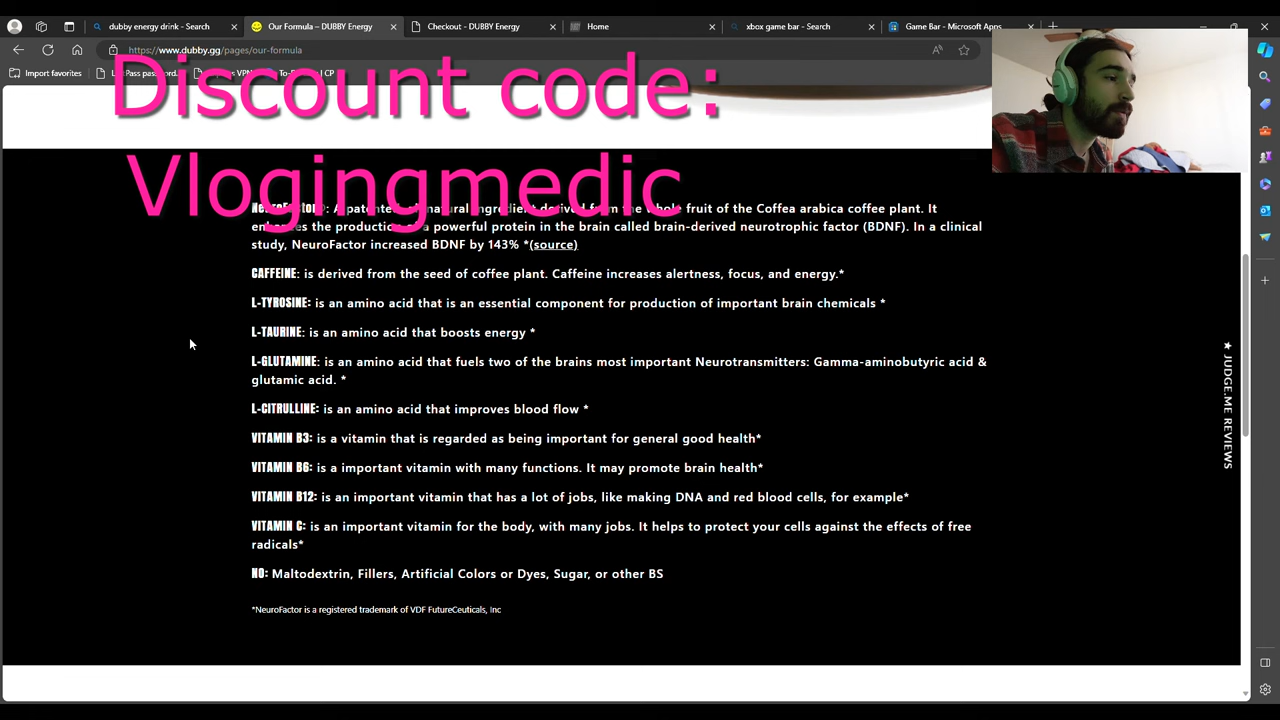 dubby energy drink - Search
Our Formula – DUBBY Energy
Checkout - DUBBY Energy
Home
xbox game bar - Search
Game Bar - Microsoft Apps
https://www.dubby.gg/pages/our-formula
Import favorites
CP
Discount code:
Vlogingmedic
fruit of the Coffea arabica coffee plant. It
powerful protein in the brain called brain-derived neurotrophic factor (BDNF). In a clinical
study, NeuroFactor increased BDNF by 143% *(source)
CAFFEINE: is derived from the seed of coffee plant. Caffeine increases alertness, focus, and energy.*
L-TYROSINE: is an amino acid that is an essential component for production of important brain chemicals *
L-TAURINE: is an amino acid that boosts energy *
L-GLUTAMINE: is an amino acid that fuels two of the brains most important Neurotransmitters: Gamma-aminobutyric acid &
glutamic acid. *
L-CITRULLINE: is an amino acid that improves blood flow *
VITAMIN B3: is a vitamin that is regarded as being important for general good health*
VITAMIN B6: is a important vitamin with many functions. It may promote brain health*
VITAMIN B12: is an important vitamin that has a lot of jobs, like making DNA and red blood cells, for example*
VITAMIN C: is an important vitamin for the body, with many jobs. It helps to protect your cells against the effects of free
radicals*
NO: Maltodextrin, Fillers, Artificial Colors or Dyes, Sugar, or other BS
*NeuroFactor is a registered trademark of VDF FutureCeuticals, Inc
★ JUDGE.ME REVIEWS